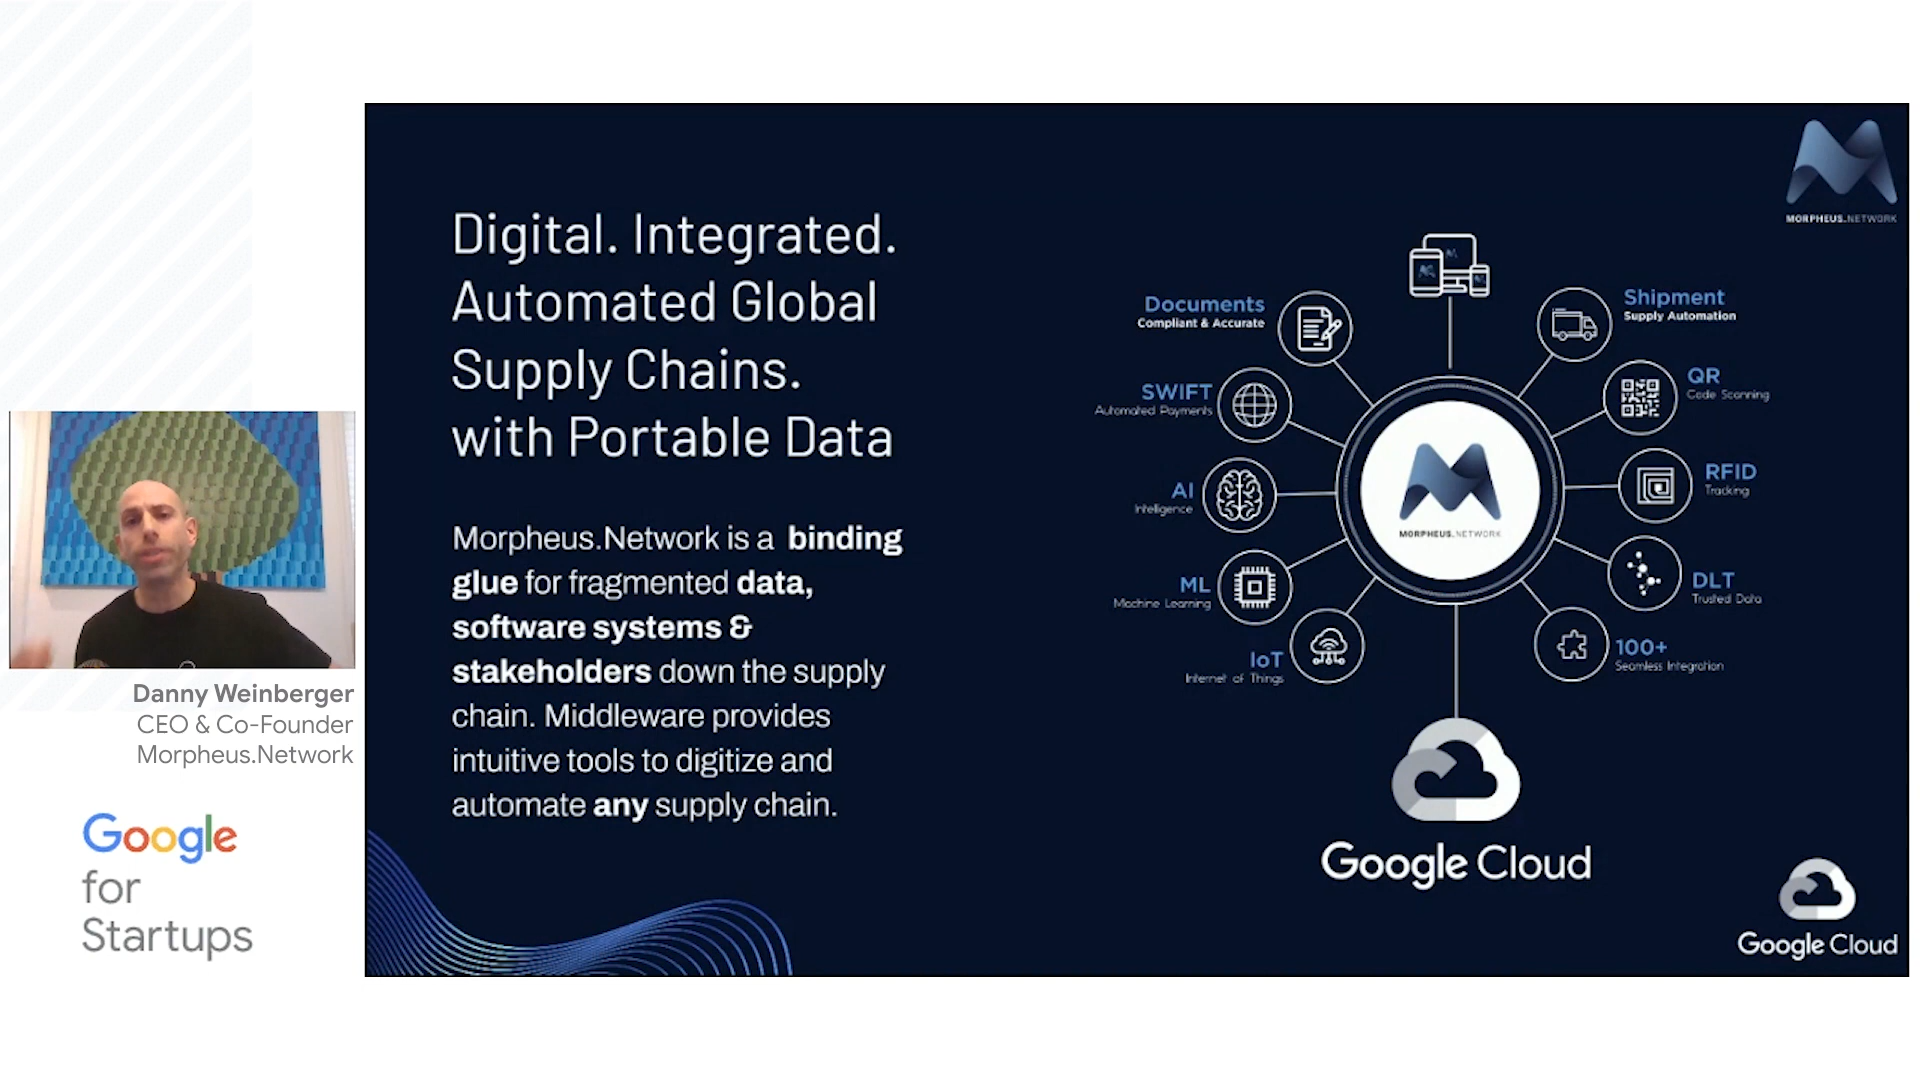 MORPHEUS.NETWORK
Digital. Integrated.
Automated Global
Supply Chains.
with Portable Data
Morpheus.Network is a binding
glue for fragmented data,
software systems &
stakeholders down the supply
chain. Middleware provides
intuitive tools to digitize and
automate any supply chain.
Documents
Compliant & Accurate
SWIFT
Automated Payments
AI
Intelligence
ML
Machine Learning
IoT
Internet of Things
Shipment
Supply Automation
QR
Code Scanning
RFID
Tracking
DLT
Trusted Data
100+
Seamless Integration
MORPHEUS.NETWORK
Google Cloud
Google Cloud
Danny Weinberger
CEO & Co-Founder
Morpheus.Network
Google
for
Startups